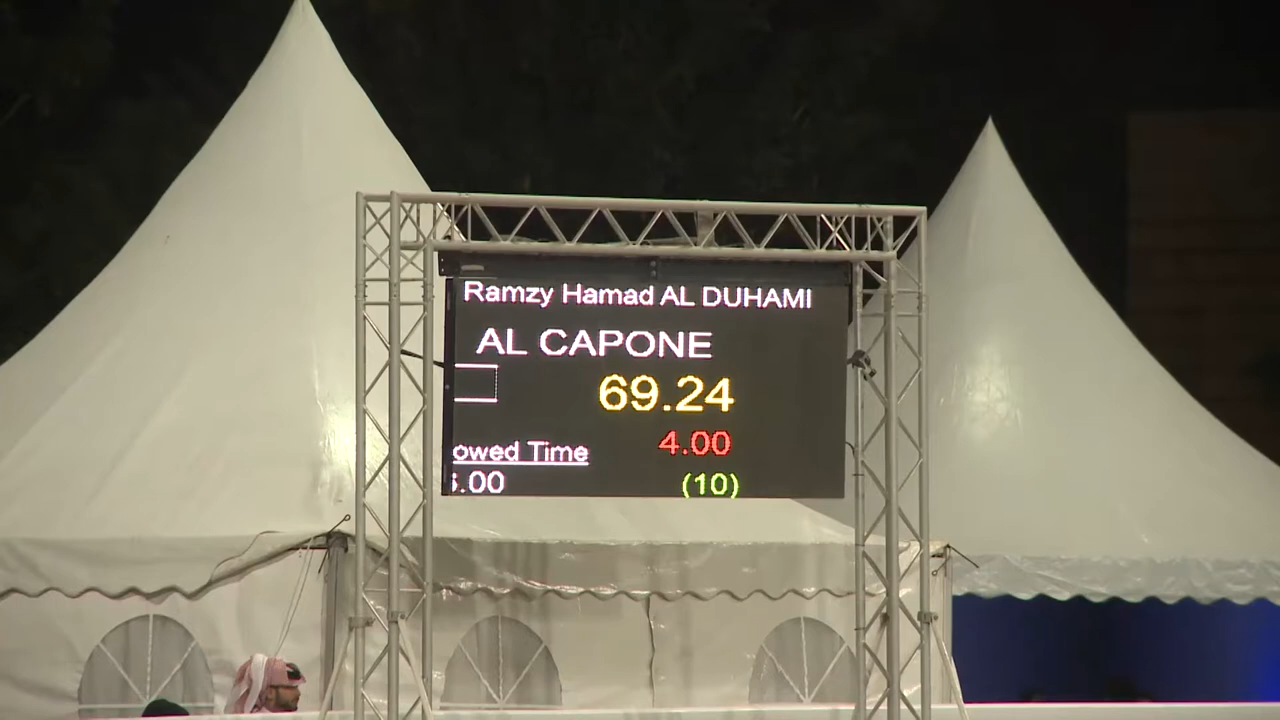 Ramzy Hamad AL DUHAMI
AL CAPONE
69.24
4.00
owed Time
.00
(10)